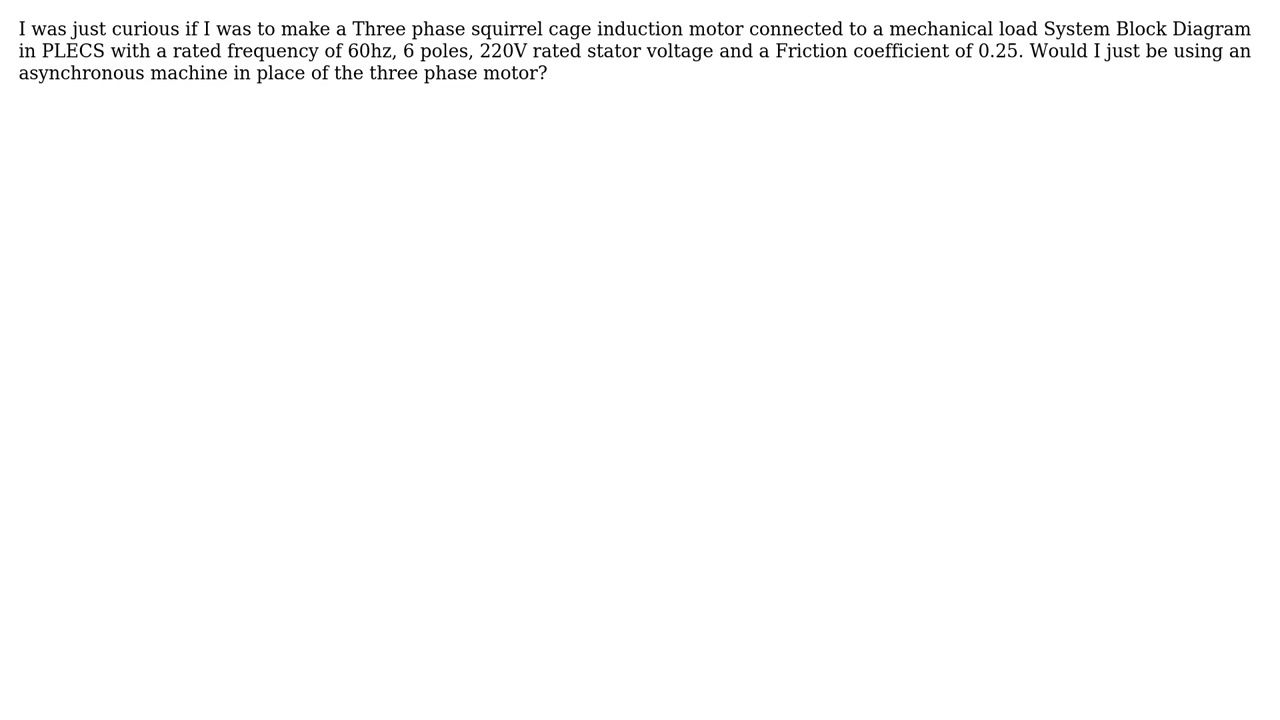 I was just curious if I was to make a Three phase squirrel cage induction motor connected to a mechanical load System Block Diagram
in PLECS with a rated frequency of 60hz, 6 poles, 220V rated stator voltage and a Friction coefficient of 0.25. Would I just be using an
asynchronous machine in place of the three phase motor?